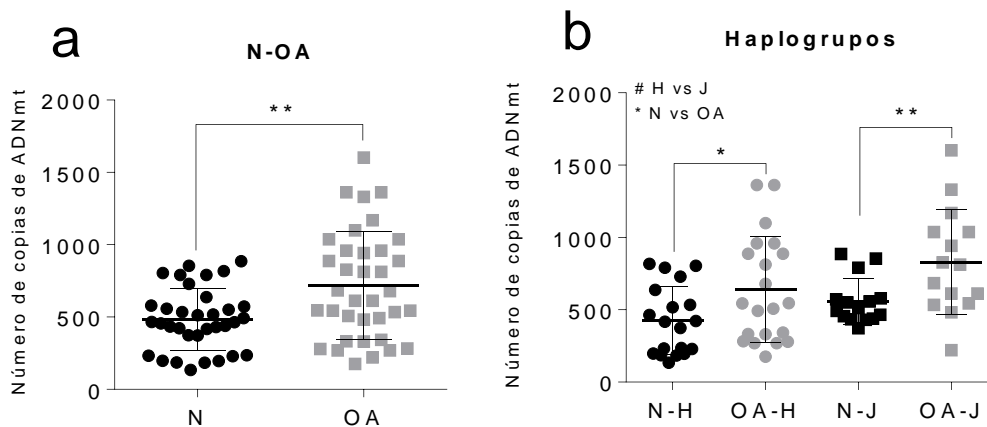 a
N-OA
Número de copias de ADNmt
2000
1500
1000
500
0
**
N
OA
b
Haplogrupos
# H vs J
* N vs OA
Número de copias de ADNmt
2000
1500
1000
500
0
*
**
N-H
OA-H
N-J
OA-J